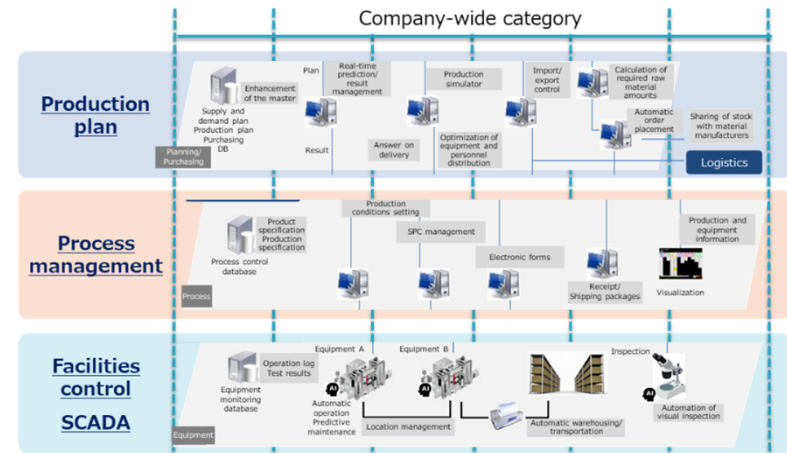 Company-wide category
Production
plan
Plan
Real-time
prediction/
result
management
Production
simulator
Import/
export
control
Calculation of
required raw
material
amounts
Enhancement
of the master
Supply and
demand plan
Production plan
Purchasing
DB
Automatic
order
placement
Sharing of stock
with material
manufacturers
Result
Answer on
delivery
Optimization of
equipment and
personnel
distribution
Planning/
Purchasing
Logistics
Process
management
Production
conditions setting
Product
specification
Production
specification
SPC management
Production and
equipment
information
Electronic forms
Process control
database
Receipt/
Shipping packages
Visualization
Process
Facilities
control
SCADA
Equipment A
Equipment B
Inspection
Operation log
Test results
AI
AI
AI
Equipment
monitoring
database
Automatic
operation
Predictive
maintenance
Location management
Automatic warehousing/
transportation
Automation of
visual inspection
Equipment